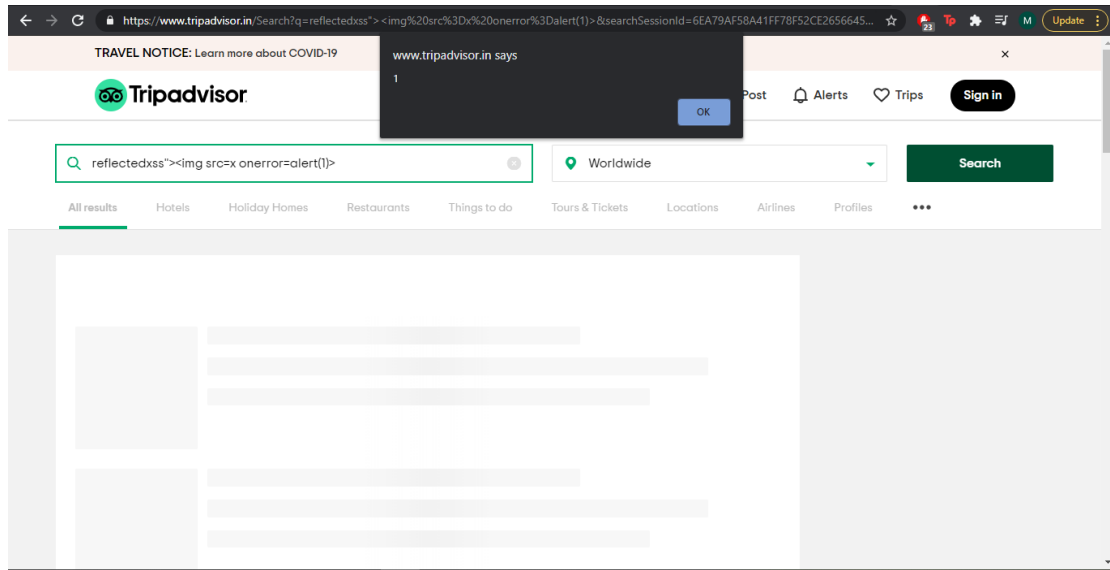 https://www.tripadvisor.in/Search?q=reflectedxss"><img%20src%3Dx%20onerror%3Dalert(1)>&searchSessionId=6EA79AF58A41FF78F52CE2656645...
23
Tp
M
Update
TRAVEL NOTICE: Learn more about COVID-19
www.tripadvisor.in says
1
OK
Tripadvisor
Post
Alerts
Trips
Sign in
reflectedxss"><img src=x onerror=alert(1)>
Worldwide
Search
All results
Hotels
Holiday Homes
Restaurants
Things to do
Tours & Tickets
Locations
Airlines
Profiles